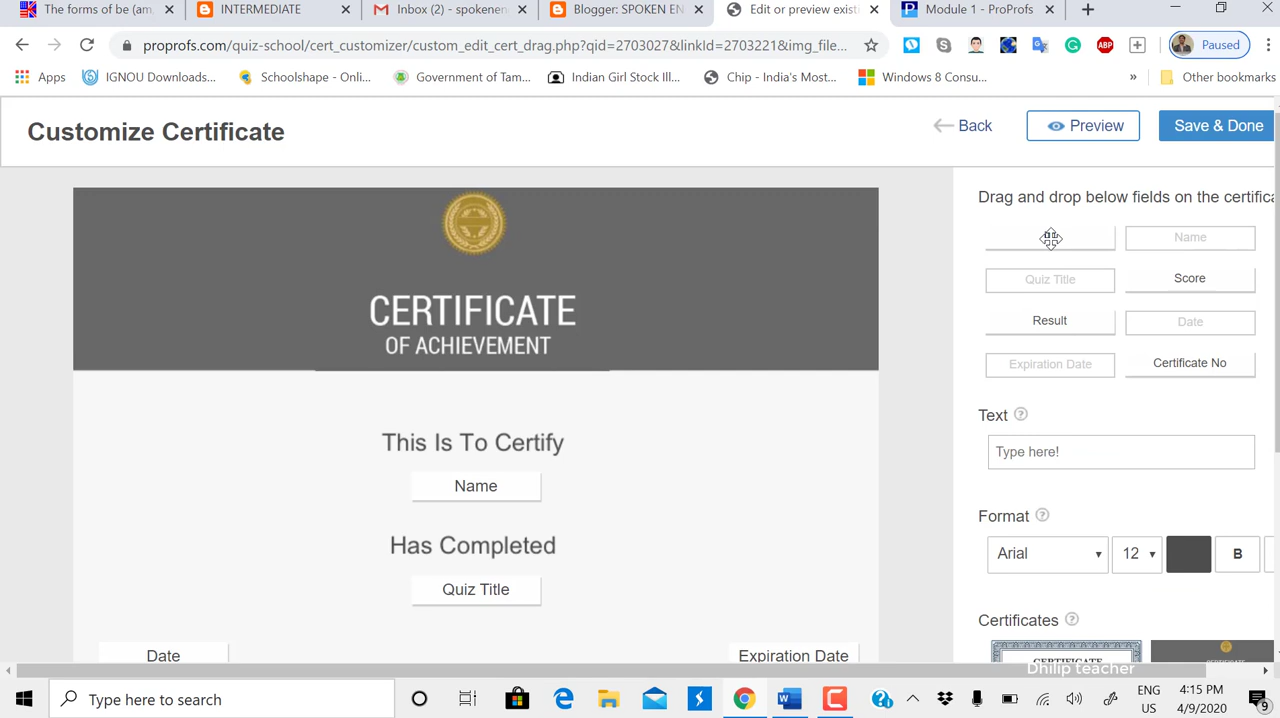 The forms of be (am,
INTERMEDIATE
Inbox (2) - spokenen
Blogger: SPOKEN EN
Edit or preview exist
Module 1 - ProProfs
proprofs.com/quiz-school/cert_customizer/custom_edit_cert_drag.php?qid=2703027&linkId=2703221&img_file...
ABP
Paused
Apps
IGNOU Downloads...
Schoolshape - Onli...
Government of Tam...
Indian Girl Stock Ill...
Chip - India's Most...
Windows 8 Consu...
»
Other bookmarks
Customize Certificate
Back
Preview
Save & Done
CERTIFICATE
OF ACHIEVEMENT
This Is To Certify
Name
Has Completed
Quiz Title
Date
Expiration Date
Drag and drop below fields on the certifica
Name
Quiz Title
Score
Result
Date
Expiration Date
Certificate No
Text
Type here!
Format
Arial
12
B
Certificates
CERTIFICATE
Dhilip teacher
Type here to search
ENG
US
4:15 PM
4/9/2020
9